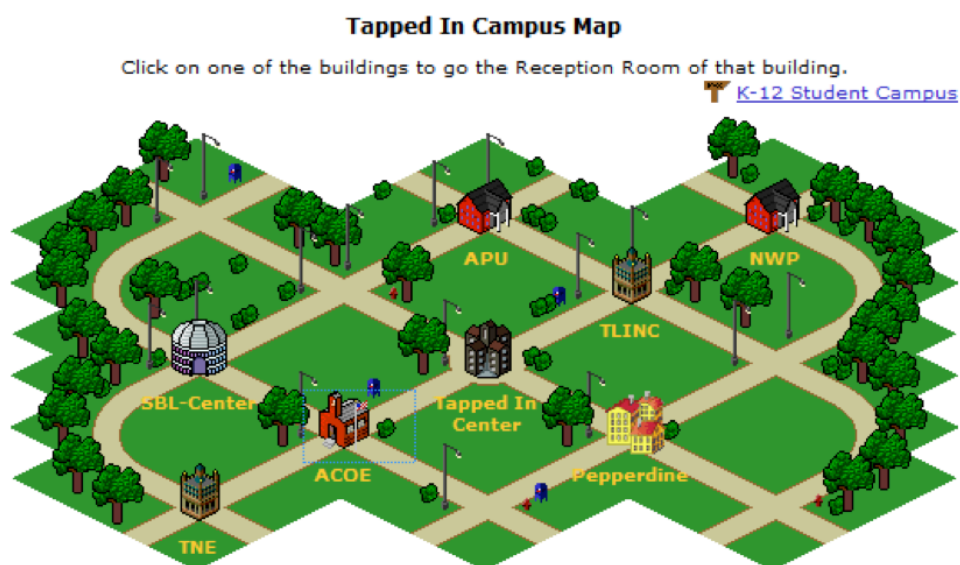 Tapped In Campus Map
Click on one of the buildings to go the Reception Room of that building.
K-12 Student Campus
APU
NWP
TLINC
SBL-Center
Tapped In
Center
ACOE
Pepperdine
TNE